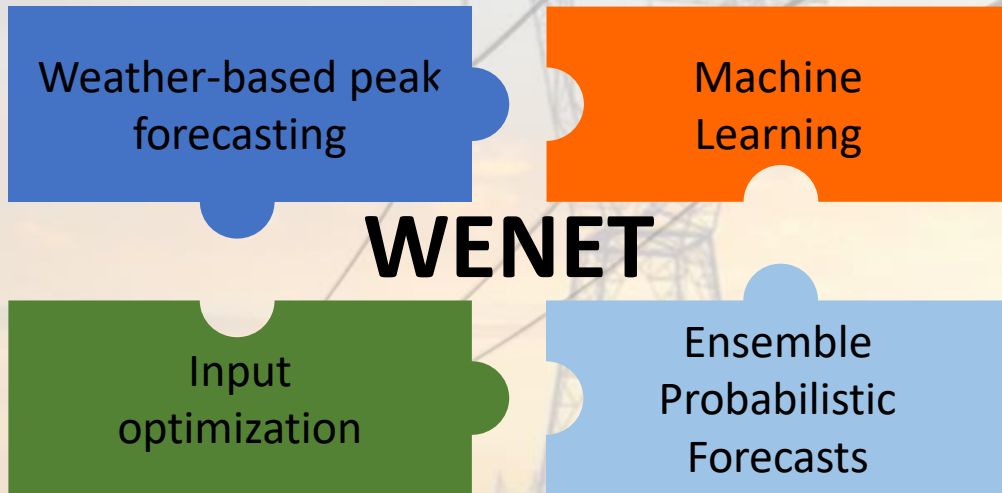 Weather-based peak
forecasting
Machine
Learning
WENET
Input
optimization
Ensemble
Probabilistic
Forecasts